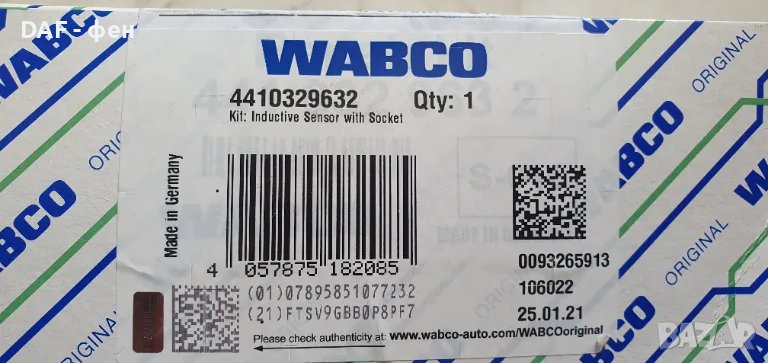 DAF - фен
WABCO
4410329632 Qty: 1
Kit: Inductive Sensor with Socket
Made in Germany
4 057875 182085
(01)07895851077232
(21)FTSV9GBB0P8PF7
0093265913
106022
25.01.21
Please check authenticity at: www.wabco-auto.com/WABCOoriginal
WABCO
ORIGINAL
WABCO
ORIGINAL
WABCO
ORIGINAL
BAZAR